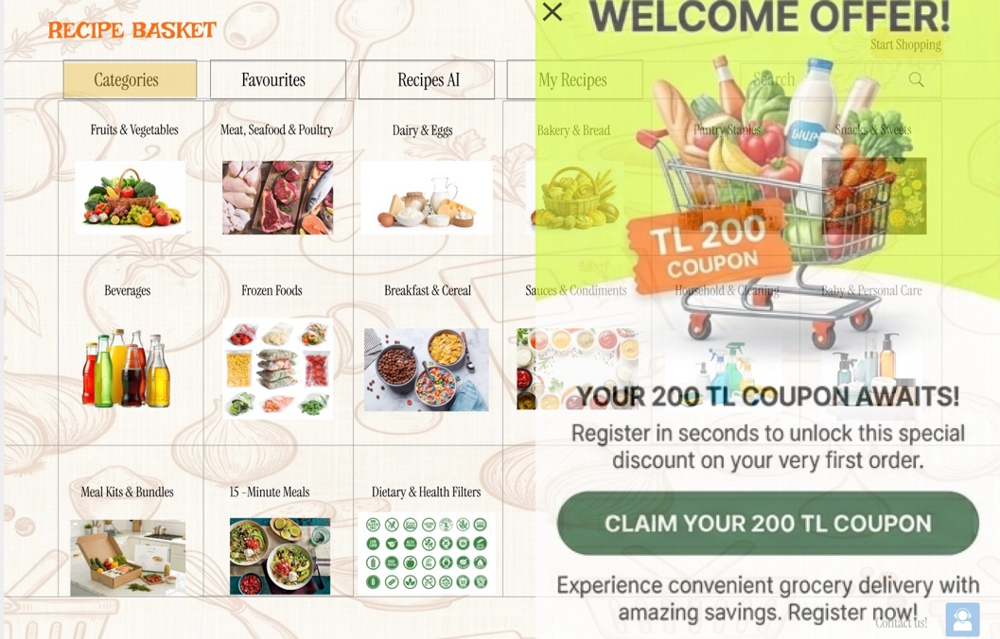 RECIPE BASKET
WELCOME OFFER!
Start Shopping
Categories
Favourites
Recipes AI
My Recipes
Search
Fruits & Vegetables
Meat, Seafood & Poultry
Dairy & Eggs
Bakery & Bread
Pantry Staples
Snacks & Sweets
TL 200
COUPON
Beverages
Frozen Foods
Breakfast & Cereal
Sauces & Condiments
Household & Cleaning
Baby & Personal Care
YOUR 200 TL COUPON AWAITS!
Register in seconds to unlock this special
discount on your very first order.
Meal Kits & Bundles
15 -Minute Meals
Dietary & Health Filters
CLAIM YOUR 200 TL COUPON
Experience convenient grocery delivery with
amazing savings. Register now!
Contact us!